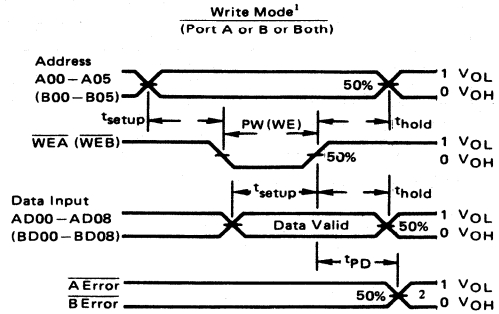 Write Mode¹
(Port A or B or Both)
Address
A00–A05
(B00–B05)
50%
1 VOL
0 VOH
tsetup
PW(WE)
thold
WEA (WEB)
50%
1 VOL
0 VOH
tsetup
thold
Data Input
AD00–AD08
(BD00–BD08)
Data Valid
50%
1 VOL
0 VOH
tPD
A Error
B Error
50%
2
1 VOL
0 VOH